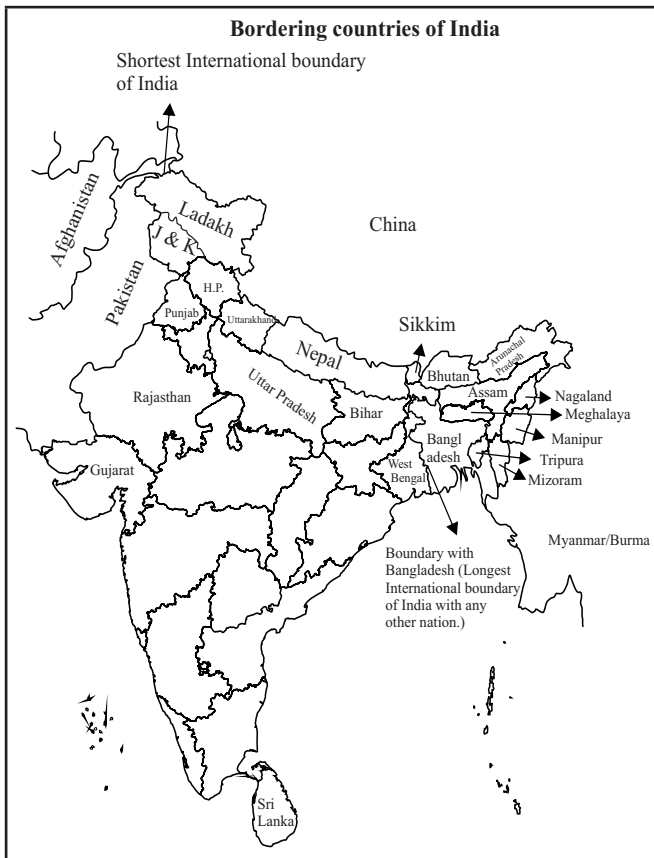 Bordering countries of India
Shortest International boundary
of India
Afghanistan
Pakistan
Ladakh
J & K
China
H.P.
Punjab
Uttarakhand
Nepal
Sikkim
Bhutan
Arunachal
Pradesh
Rajasthan
Uttar Pradesh
Bihar
Assam
Nagaland
Meghalaya
Manipur
Tripura
Mizoram
Gujarat
West
Bengal
Bangl
adesh
Boundary with
Bangladesh (Longest
International boundary
of India with any
other nation.)
Myanmar/Burma
Sri
Lanka